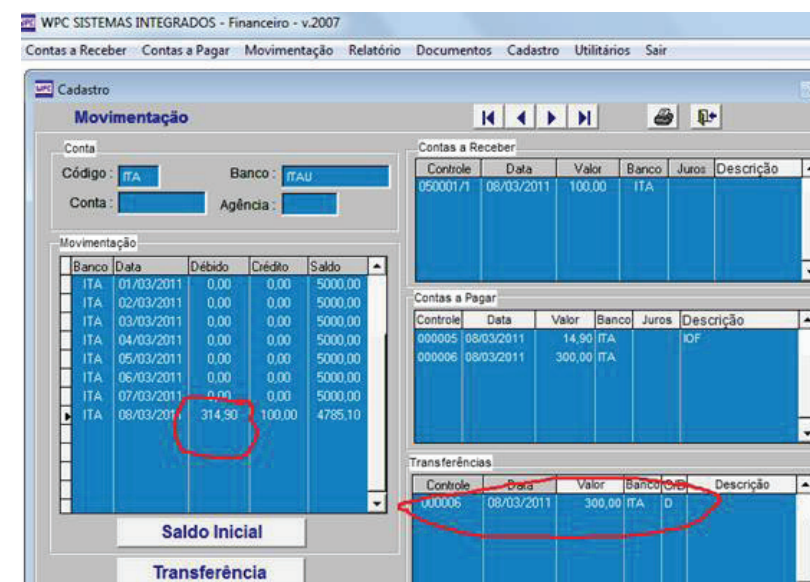 WPC SISTEMAS INTEGRADOS - Financeiro - v.2007
Contas a Receber Contas a Pagar Movimentação Relatório Documentos Cadastro Utilitários Sair
WPC Cadastro
Movimentação
Conta
Código : ITA Banco : ITAU
Conta : Agência :
Movimentação
Banco Data Débido Crédito Saldo
ITA 01/03/2011 0,00 0,00 5000,00
ITA 02/03/2011 0,00 0,00 5000,00
ITA 03/03/2011 0,00 0,00 5000,00
ITA 04/03/2011 0,00 0,00 5000,00
ITA 05/03/2011 0,00 0,00 5000,00
ITA 06/03/2011 0,00 0,00 5000,00
ITA 07/03/2011 0,00 0,00 5000,00
ITA 08/03/2011 314,90 100,00 4785,10
Saldo Inicial
Transferência
Contas a Receber
Controle Data Valor Banco Juros Descrição
050001/1 08/03/2011 100,00 ITA
Contas a Pagar
Controle Data Valor Banco Juros Descrição
000005 08/03/2011 14,90 ITA IOF
000006 08/03/2011 300,00 ITA
Transferências
Controle Data Valor Banco C/D Descrição
000006 08/03/2011 300,00 ITA D